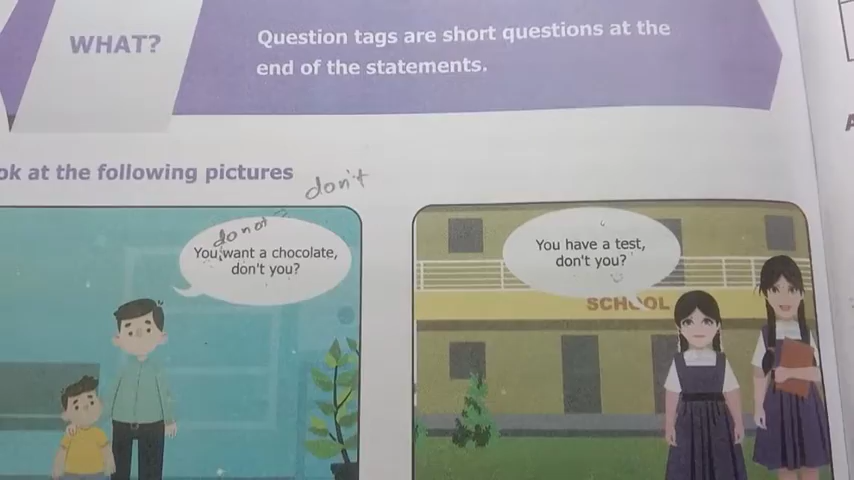 WHAT?
Question tags are short questions at the
end of the statements.
ok at the following pictures
don't
do not
You want a chocolate,
don't you?
You have a test,
don't you?
SCHOOL
A